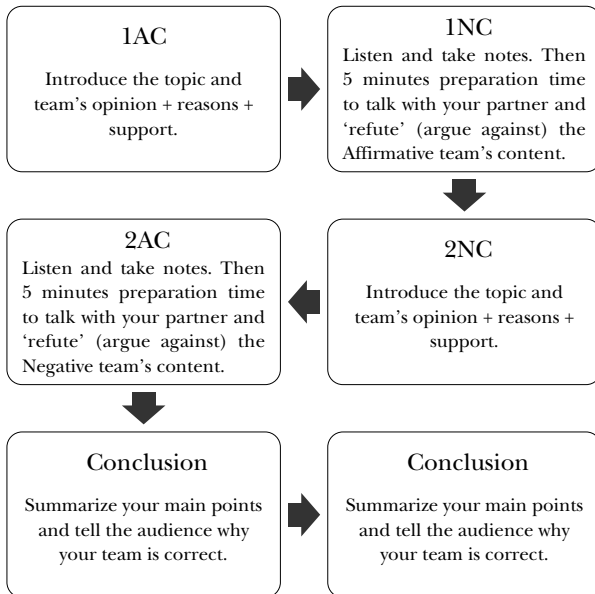 1AC
Introduce the topic and
team's opinion + reasons +
support.
1NC
Listen and take notes. Then
5 minutes preparation time
to talk with your partner and
‘refute’ (argue against) the
Affirmative team’s content.
2NC
Introduce the topic and
team’s opinion + reasons +
support.
2AC
Listen and take notes. Then
5 minutes preparation time
to talk with your partner and
‘refute’ (argue against) the
Negative team’s content.
Conclusion
Summarize your main points
and tell the audience why
your team is correct.
Conclusion
Summarize your main points
and tell the audience why
your team is correct.